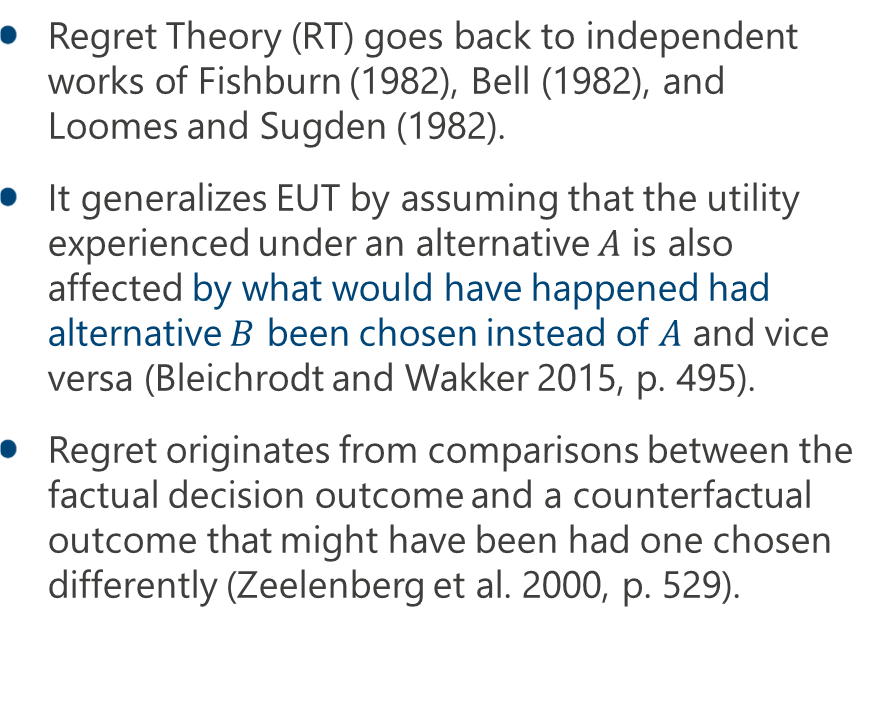 • Regret Theory (RT) goes back to independent
works of Fishburn (1982), Bell (1982), and
Loomes and Sugden (1982).
• It generalizes EUT by assuming that the utility
experienced under an alternative A is also
affected by what would have happened had
alternative B been chosen instead of A and vice
versa (Bleichrodt and Wakker 2015, p. 495).
• Regret originates from comparisons between the
factual decision outcome and a counterfactual
outcome that might have been had one chosen
differently (Zeelenberg et al. 2000, p. 529).